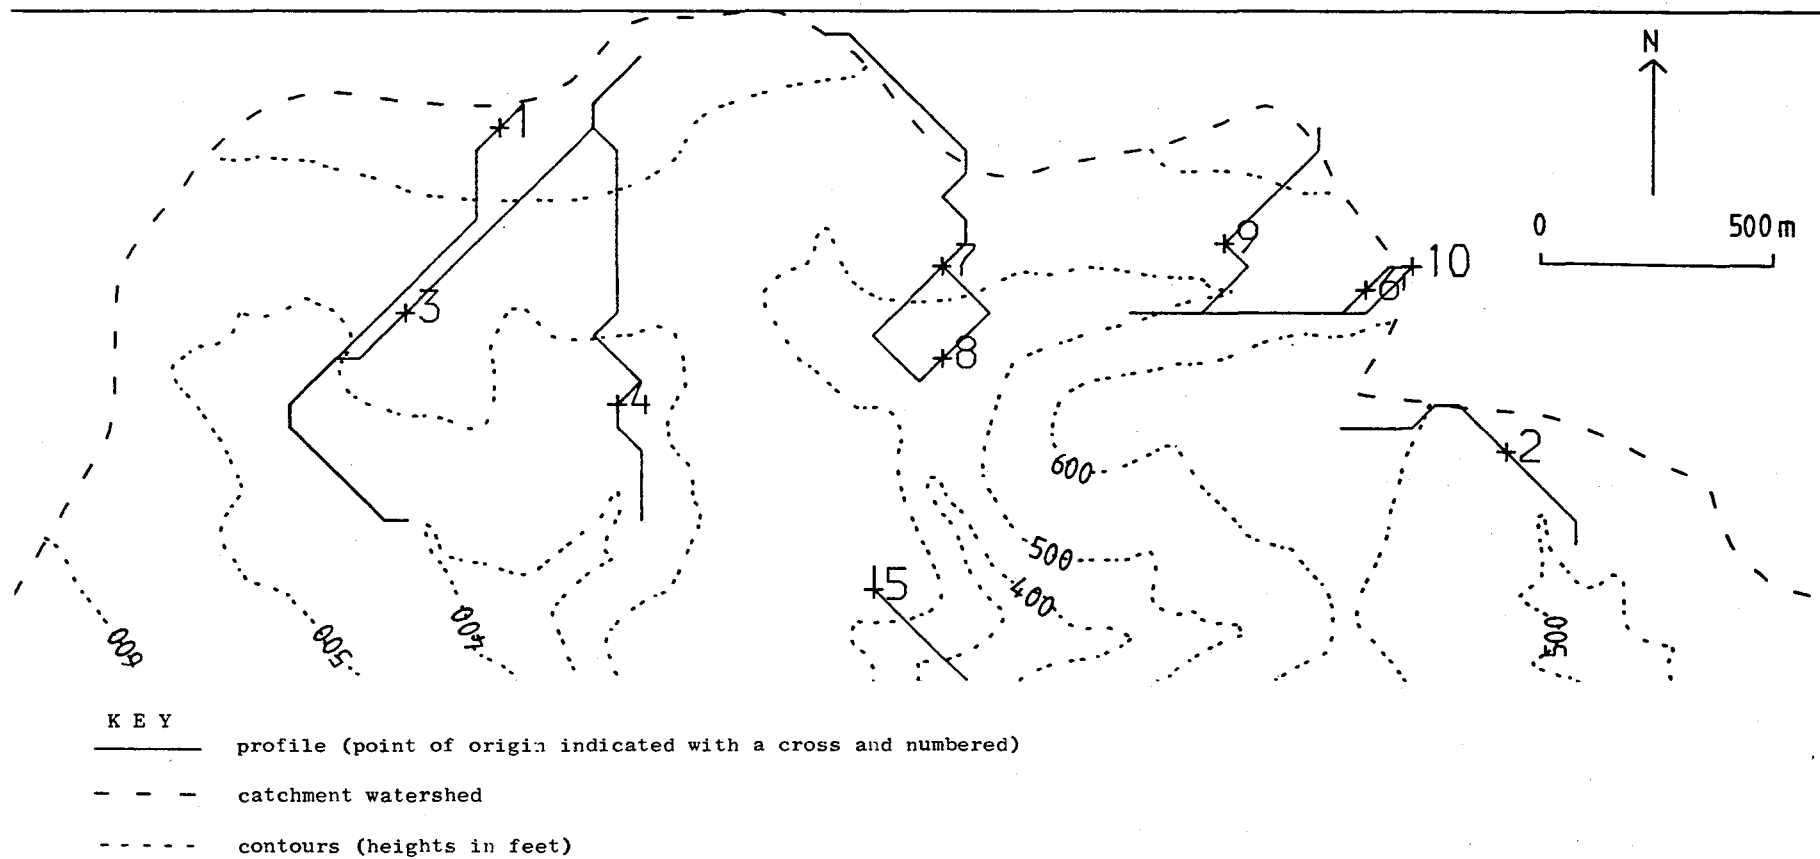 N
0 500 m
1
9
7
10
6
3
8
4
2
600
500
400
5
600
500
400
500
K E Y
profile (point of origin indicated with a cross and numbered)
catchment watershed
contours (heights in feet)